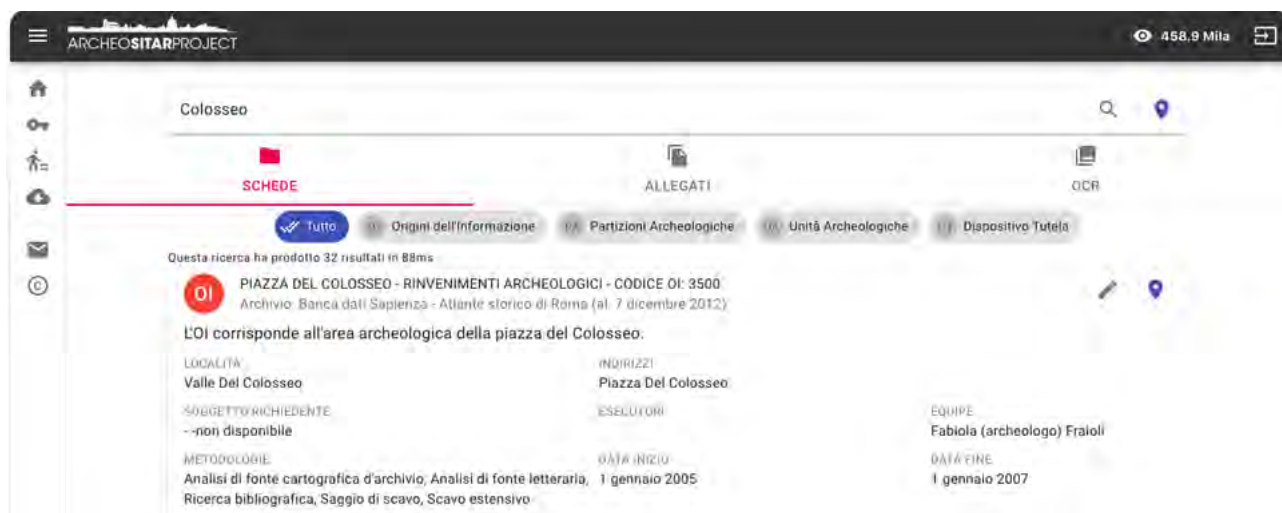 ARCHEOSITARPROJECT
458.9 Mila
Colosseo
SCHEDE ALLEGATI OCR
Tutto OI Origini dell'Informazione PA Partizioni Archeologiche UA Unità Archeologiche Dispositivo Tutela
Questa ricerca ha prodotto 32 risultati in 88ms
OI PIAZZA DEL COLOSSEO - RINVENIMENTI ARCHEOLOGICI - CODICE OI: 3500
Archivio: Banca dati Sapienza - Atlante storico di Roma (al 7 dicembre 2012)
L'OI corrisponde all'area archeologica della piazza del Colosseo.
LOCALITÀ INDIRIZZI
Valle Del Colosseo Piazza Del Colosseo
SOGGETTO RICHIEDENTE ESECUTORI EQUIPE
- -non disponibile Fabiola (archeologo) Fraioli
METODOLOGIE DATA INIZIO DATA FINE
Analisi di fonte cartografica d'archivio, Analisi di fonte letteraria, 1 gennaio 2005 1 gennaio 2007
Ricerca bibliografica, Saggio di scavo, Scavo estensivo